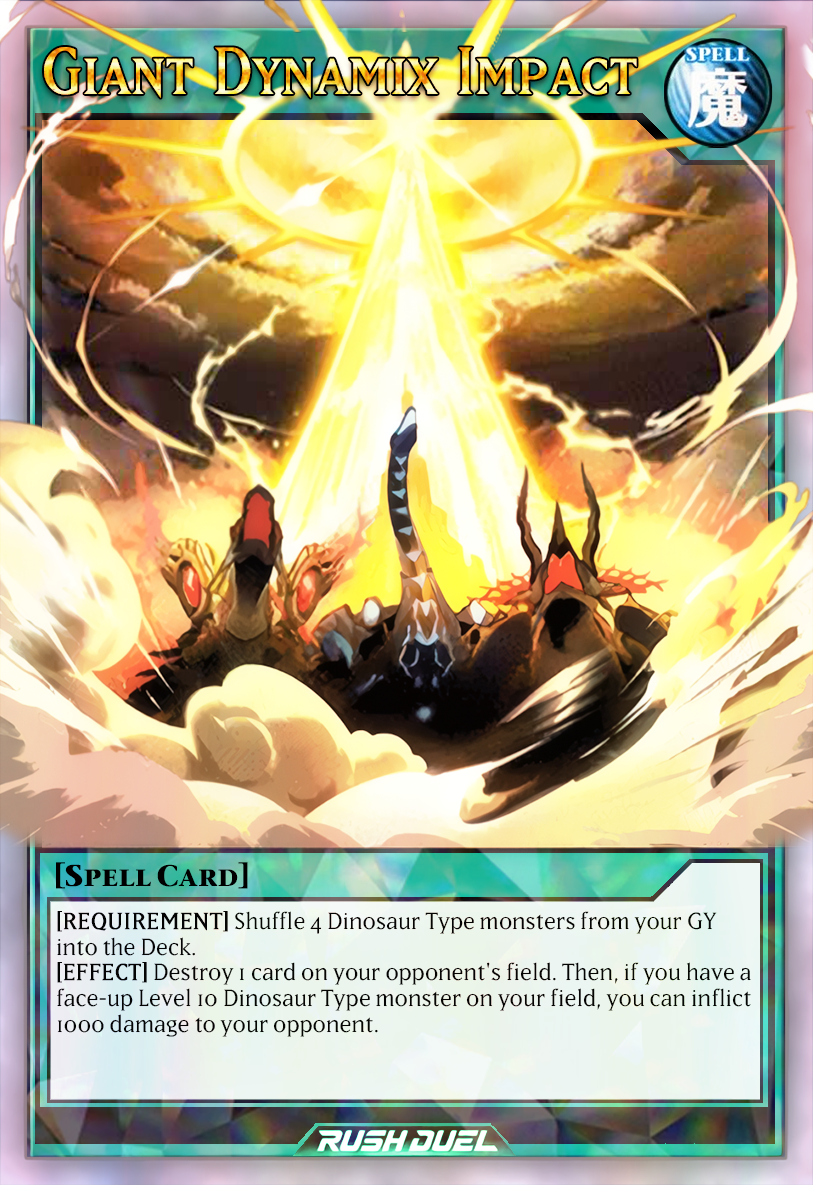 Giant Dynamix Impact
SPELL
魔
[Spell Card]
[REQUIREMENT] Shuffle 4 Dinosaur Type monsters from your GY
into the Deck.
[EFFECT] Destroy 1 card on your opponent's field. Then, if you have a
face-up Level 10 Dinosaur Type monster on your field, you can inflict
1000 damage to your opponent.
RUSH DUEL